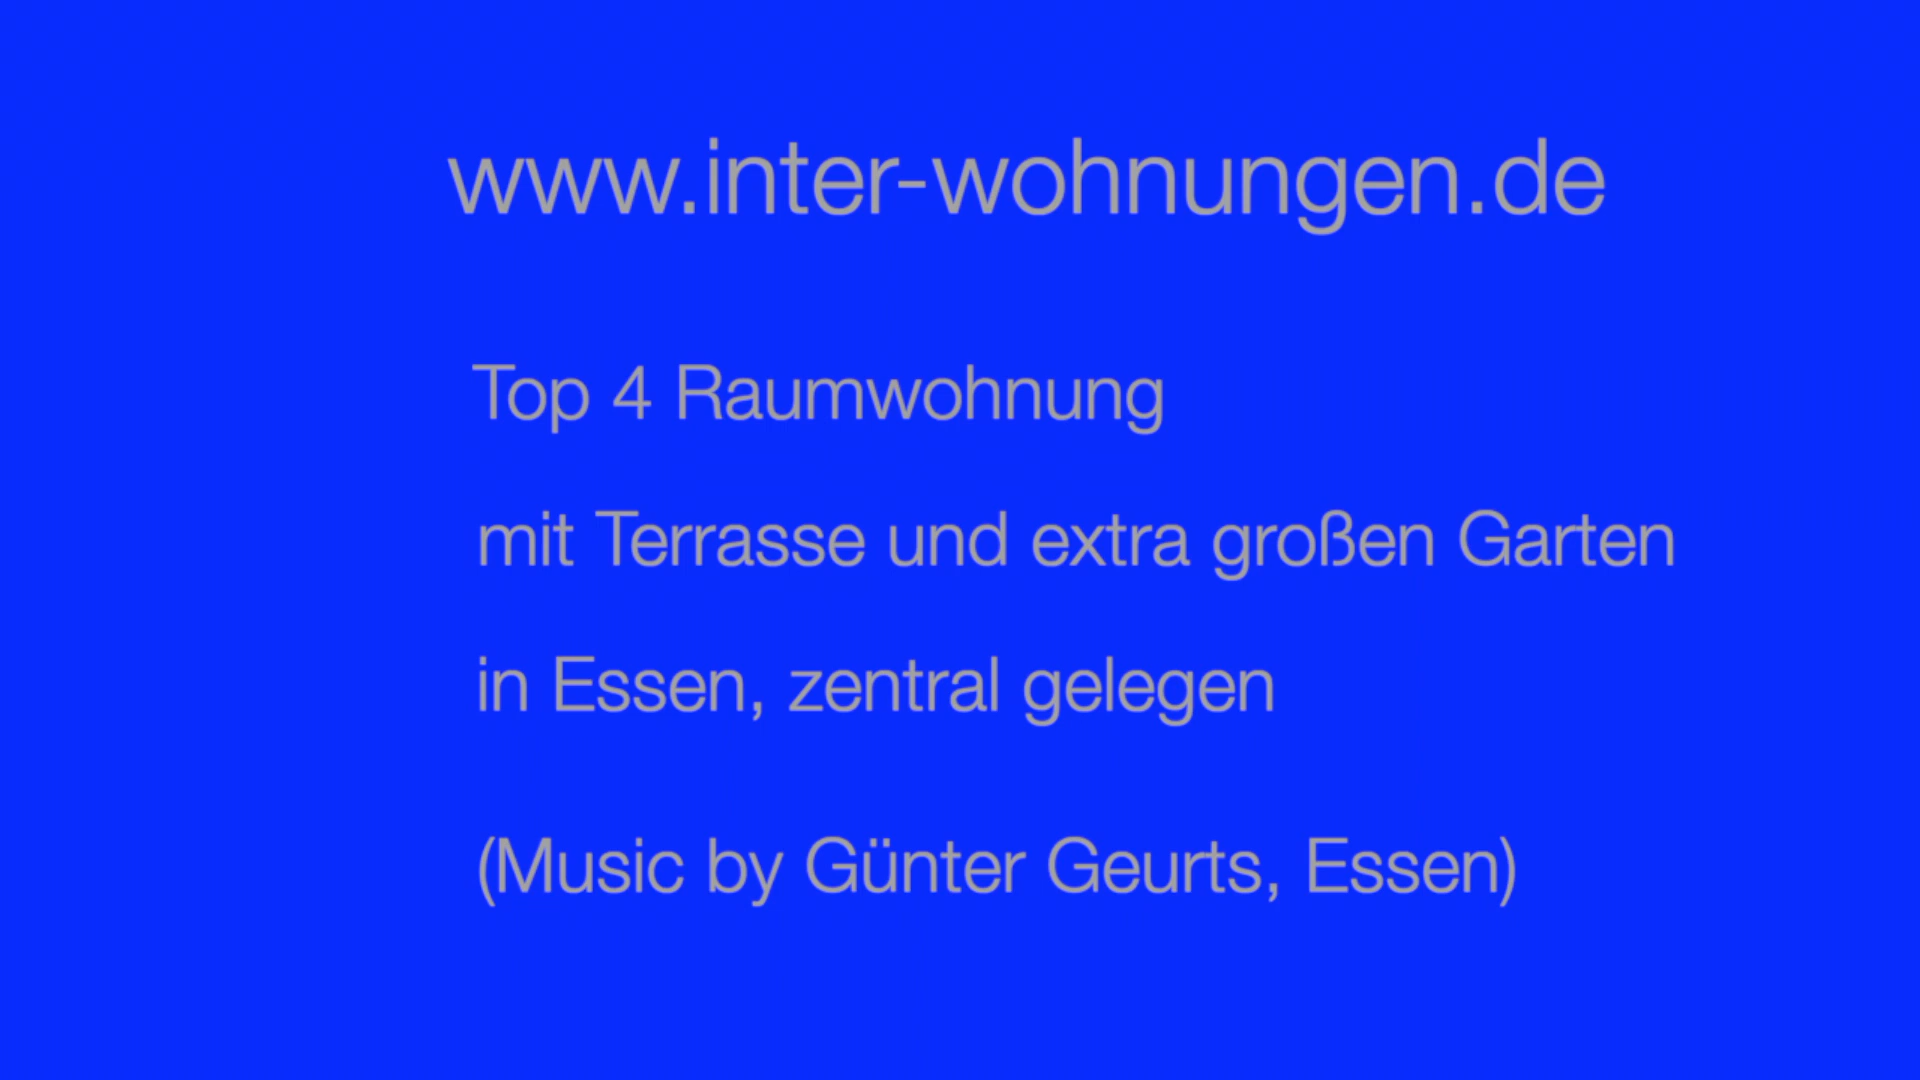 www.inter-wohnungen.de
Top 4 Raumwohnung
mit Terrasse und extra großen Garten
in Essen, zentral gelegen
(Music by Günter Geurts, Essen)